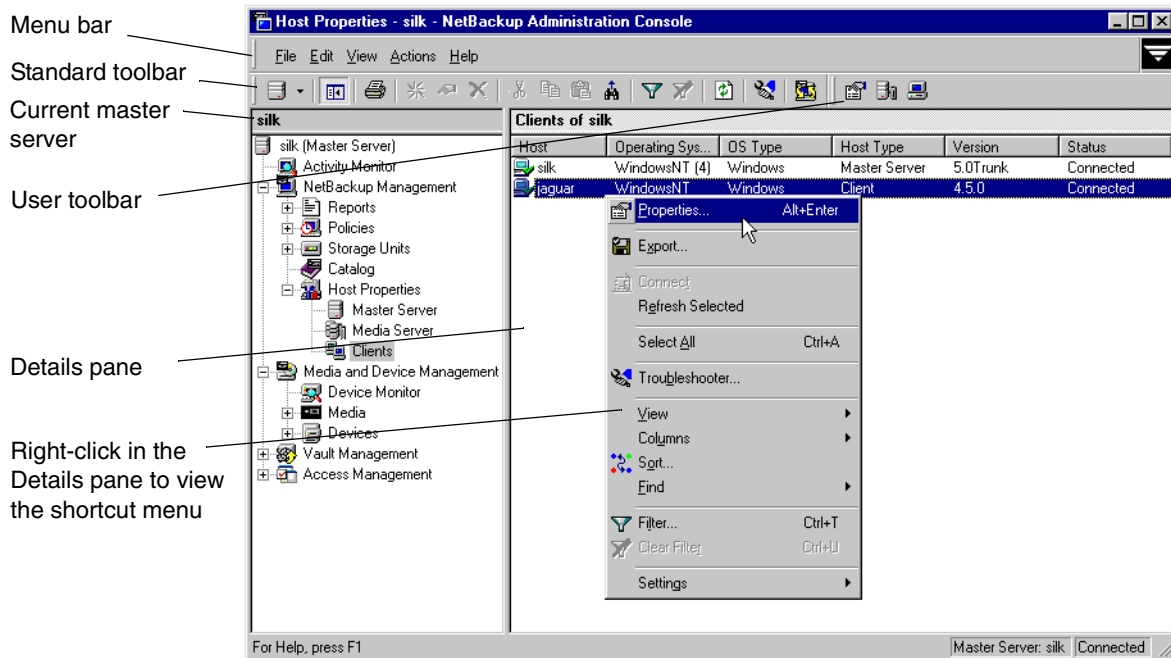 Menu bar
Standard toolbar
Current master
server
User toolbar
Details pane
Right-click in the
Details pane to view
the shortcut menu
Host Properties - silk - NetBackup Administration Console
File Edit View Actions Help
silk
Clients of silk
silk (Master Server)
Activity Monitor
NetBackup Management
Reports
Policies
Storage Units
Catalog
Host Properties
Master Server
Media Server
Clients
Media and Device Management
Device Monitor
Media
Devices
Vault Management
Access Management
Host Operating Sys... OS Type Host Type Version Status
silk WindowsNT (4) Windows Master Server 5.0Trunk Connected
jaguar WindowsNT Windows Client 4.5.0 Connected
Properties... Alt+Enter
Export...
Connect
Refresh Selected
Select All Ctrl+A
Troubleshooter...
View
Columns
Sort...
Find
Filter... Ctrl+T
Clear Filter Ctrl+U
Settings
For Help, press F1
Master Server: silk Connected